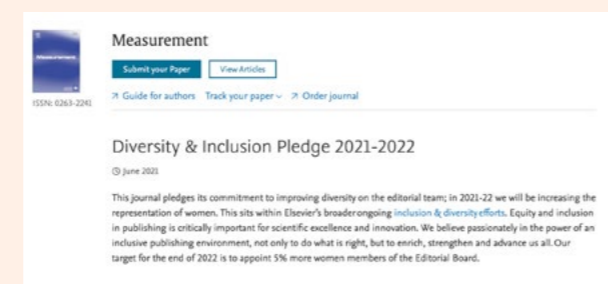 Measurement
Measurement
Submit your Paper
View Articles
ISSN: 0263-2241
Guide for authors Track your paper Order journal
Diversity & Inclusion Pledge 2021-2022
June 2021
This journal pledges its commitment to improving diversity on the editorial team; in 2021-22 we will be increasing the
representation of women. This sits within Elsevier's broader ongoing inclusion & diversity efforts. Equity and inclusion
in publishing is critically important for scientific excellence and innovation. We believe passionately in the power of an
inclusive publishing environment, not only to do what is right, but to enrich, strengthen and advance us all. Our
target for the end of 2022 is to appoint 5% more women members of the Editorial Board.